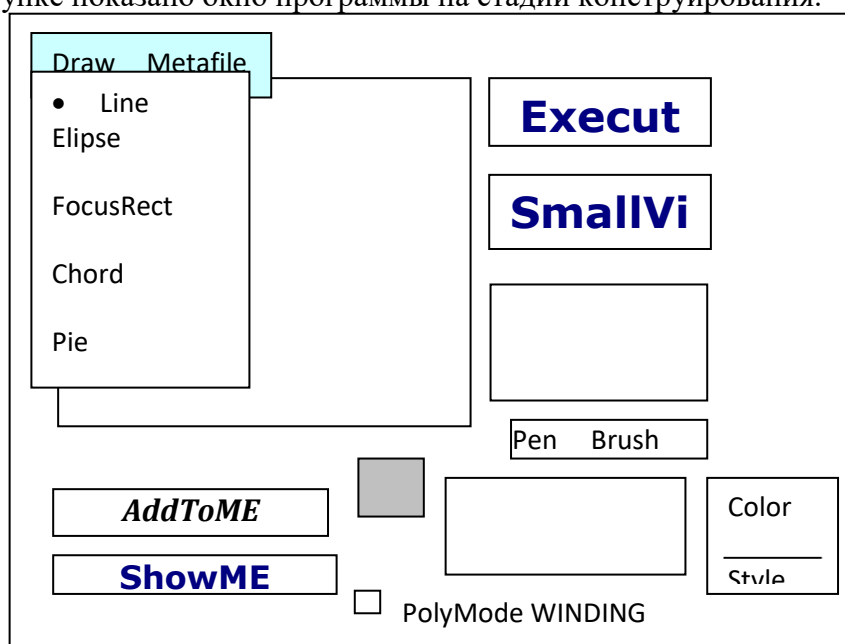 показано окно программы на стадии конструирования.
Draw Metafile
• Line
Elipse
FocusRect
Chord
Pie
Execut
SmallVi
Pen Brush
AddToME
ShowME
Color
Style
PolyMode WINDING